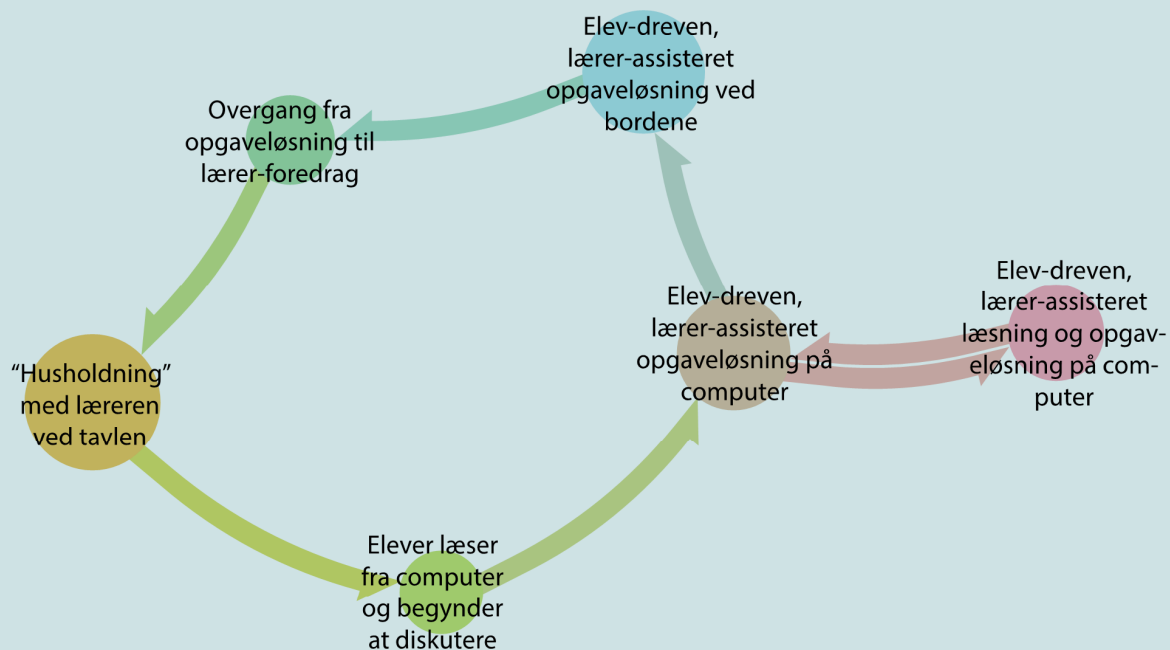 Elev-dreven,
lærer-assisteret
opgaveløsning ved
bordene
Overgang fra
opgaveløsning til
lærer-foredrag
Elev-dreven,
lærer-assisteret
læsning og opgav-
eløsning på com-
puter
Elev-dreven,
lærer-assisteret
opgaveløsning på
computer
“Husholdning”
med læreren
ved tavlen
Elever læser
fra computer
og begynder
at diskutere